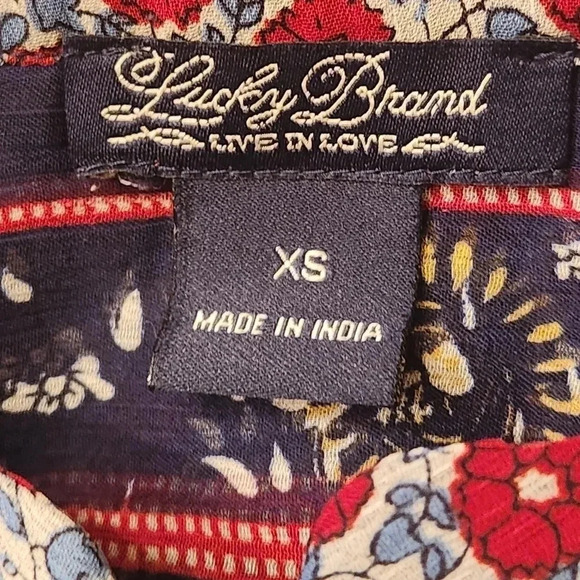 Lucky Brand
LIVE IN LOVE
XS
MADE IN INDIA